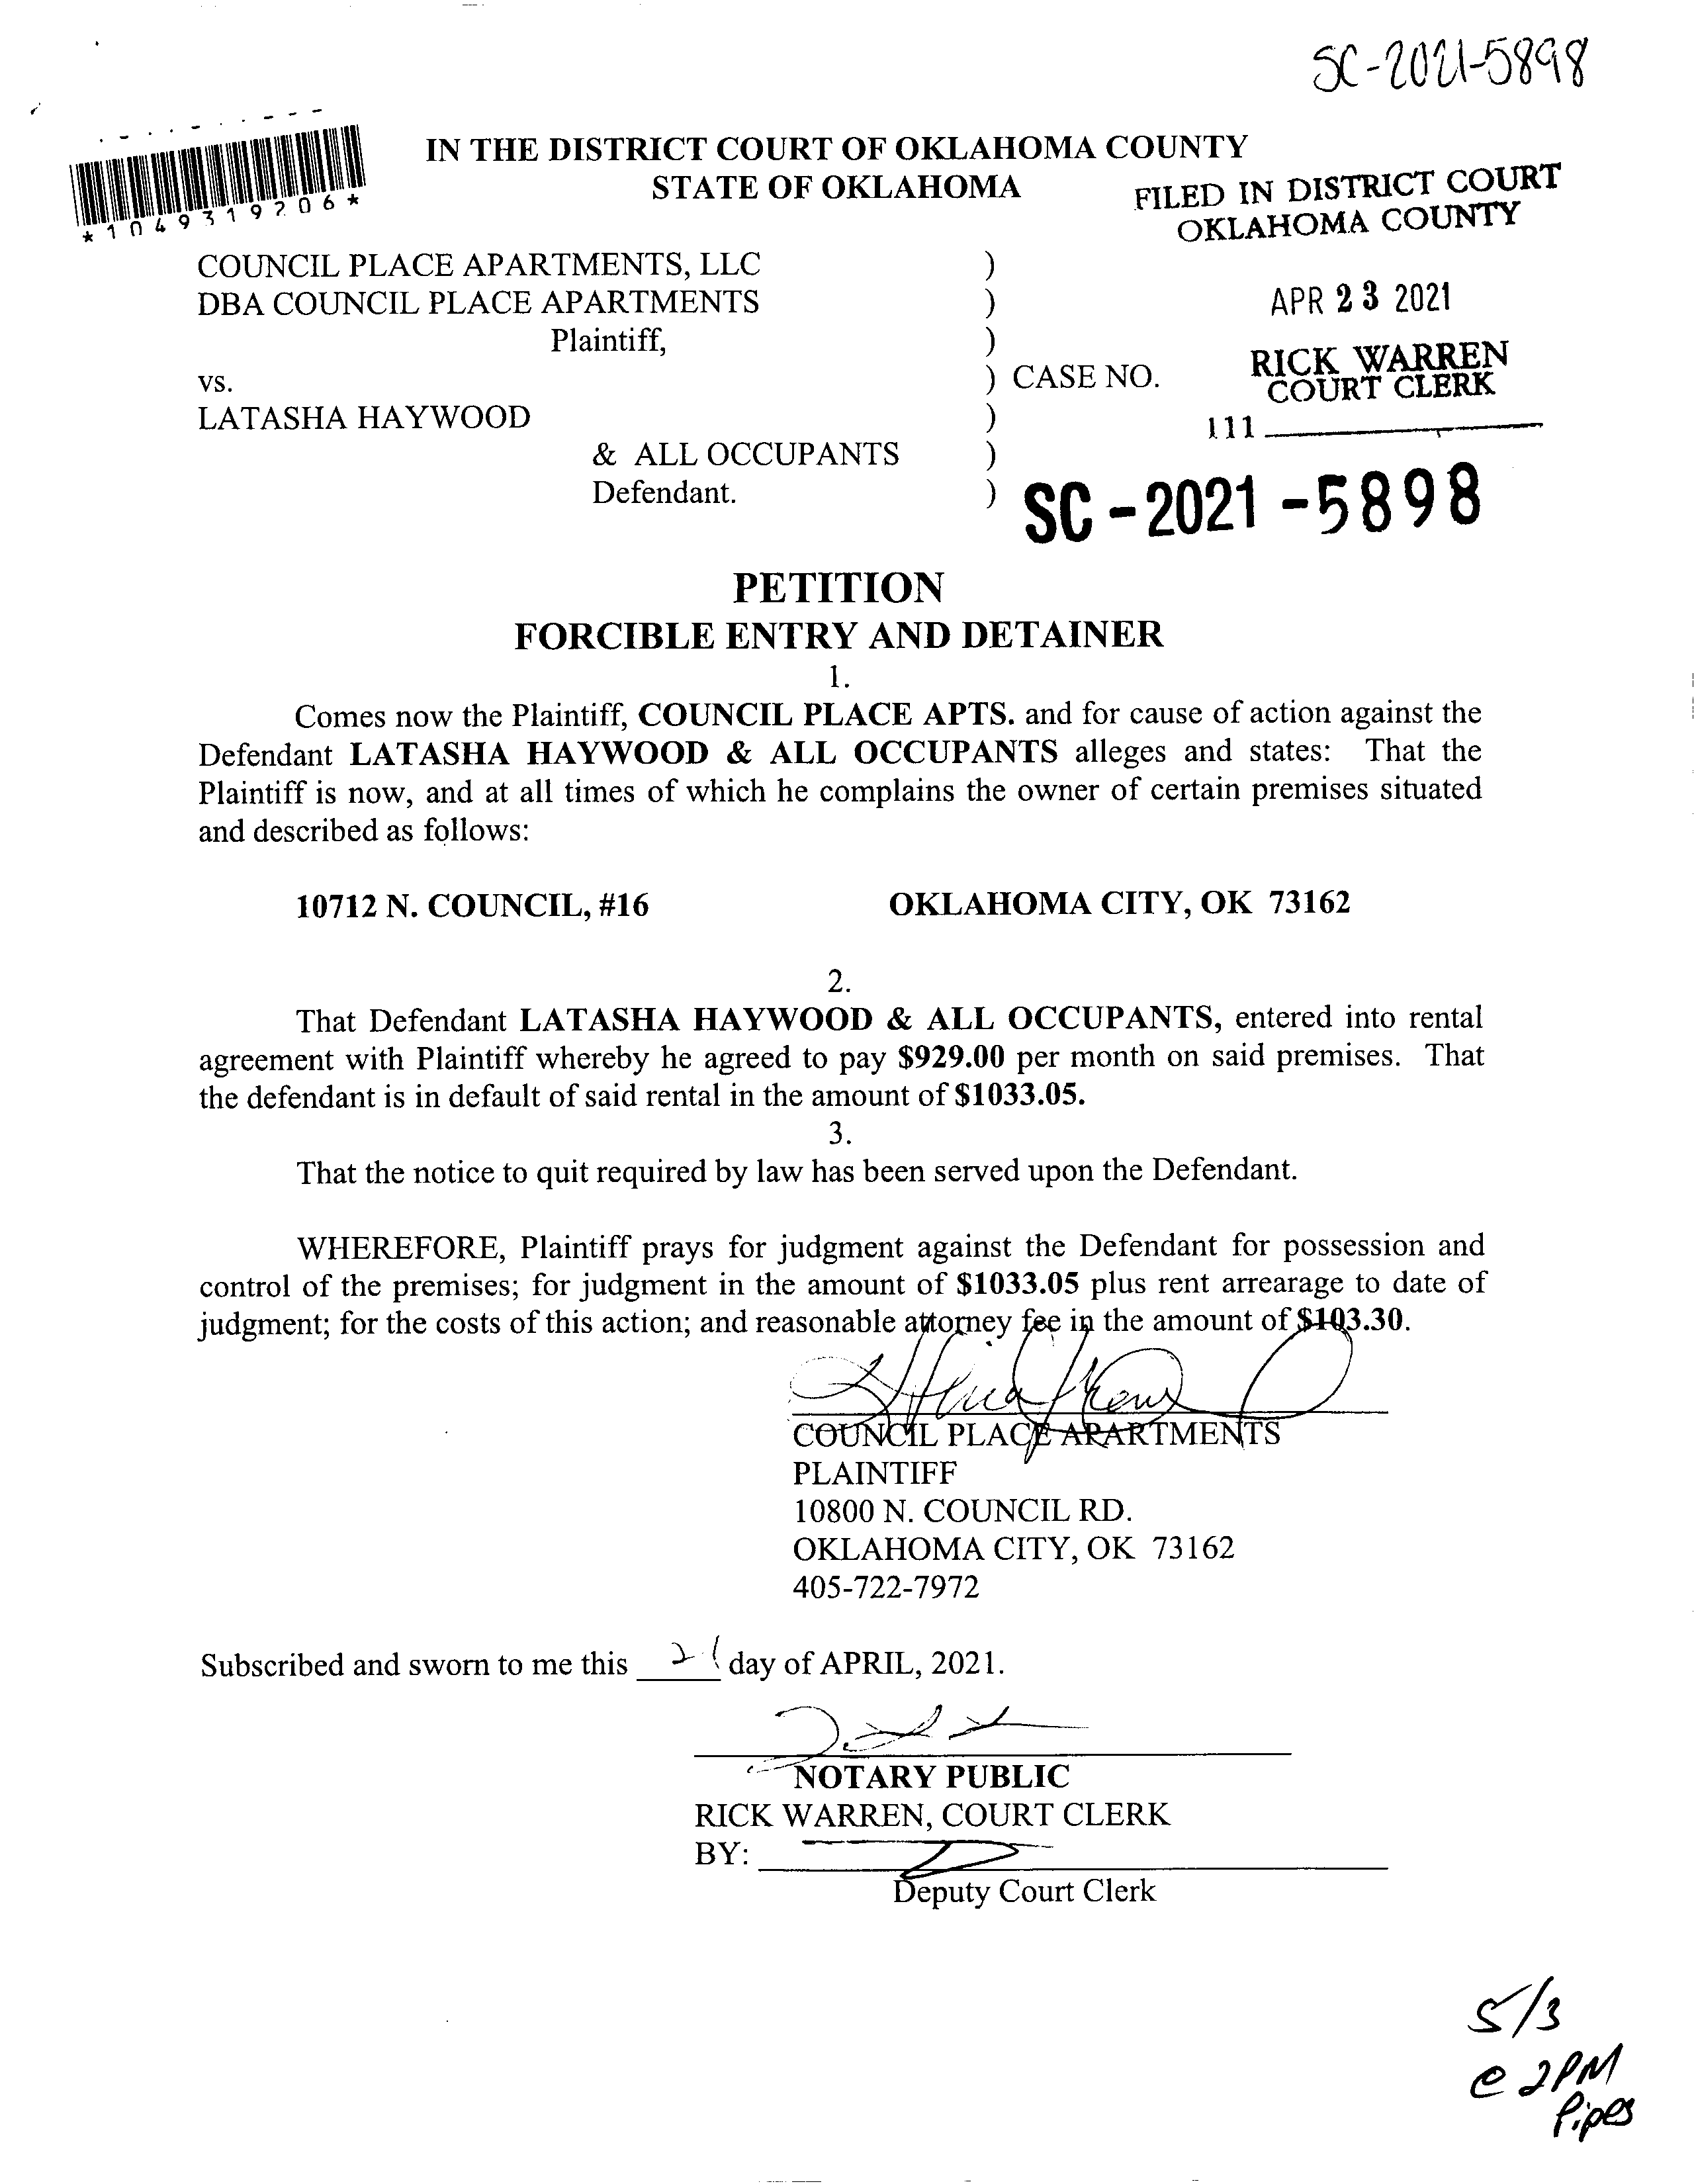 SC-2021-5898
IN THE DISTRICT COURT OF OKLAHOMA COUNTY
STATE OF OKLAHOMA
*1049319206*
FILED IN DISTRICT COURT
OKLAHOMA COUNTY
COUNCIL PLACE APARTMENTS, LLC )
DBA COUNCIL PLACE APARTMENTS )
Plaintiff, )
APR 23 2021
vs. ) CASE NO.
RICK WARREN
COURT CLERK
LATASHA HAYWOOD )
111
& ALL OCCUPANTS )
Defendant. )
SC-2021-5898
PETITION
FORCIBLE ENTRY AND DETAINER
1.
Comes now the Plaintiff, COUNCIL PLACE APTS. and for cause of action against the
Defendant LATASHA HAYWOOD & ALL OCCUPANTS alleges and states: That the
Plaintiff is now, and at all times of which he complains the owner of certain premises situated
and described as follows:
10712 N. COUNCIL, #16 OKLAHOMA CITY, OK 73162
2.
That Defendant LATASHA HAYWOOD & ALL OCCUPANTS, entered into rental
agreement with Plaintiff whereby he agreed to pay $929.00 per month on said premises. That
the defendant is in default of said rental in the amount of $1033.05.
3.
That the notice to quit required by law has been served upon the Defendant.
WHEREFORE, Plaintiff prays for judgment against the Defendant for possession and
control of the premises; for judgment in the amount of $1033.05 plus rent arrearage to date of
judgment; for the costs of this action; and reasonable attorney fee in the amount of $103.30.
COUNCIL PLACE APARTMENTS
PLAINTIFF
10800 N. COUNCIL RD.
OKLAHOMA CITY, OK 73162
405-722-7972
Subscribed and sworn to me this 21 day of APRIL, 2021.
NOTARY PUBLIC
RICK WARREN, COURT CLERK
BY:
Deputy Court Clerk
5/3
@ 2PM
Pipes